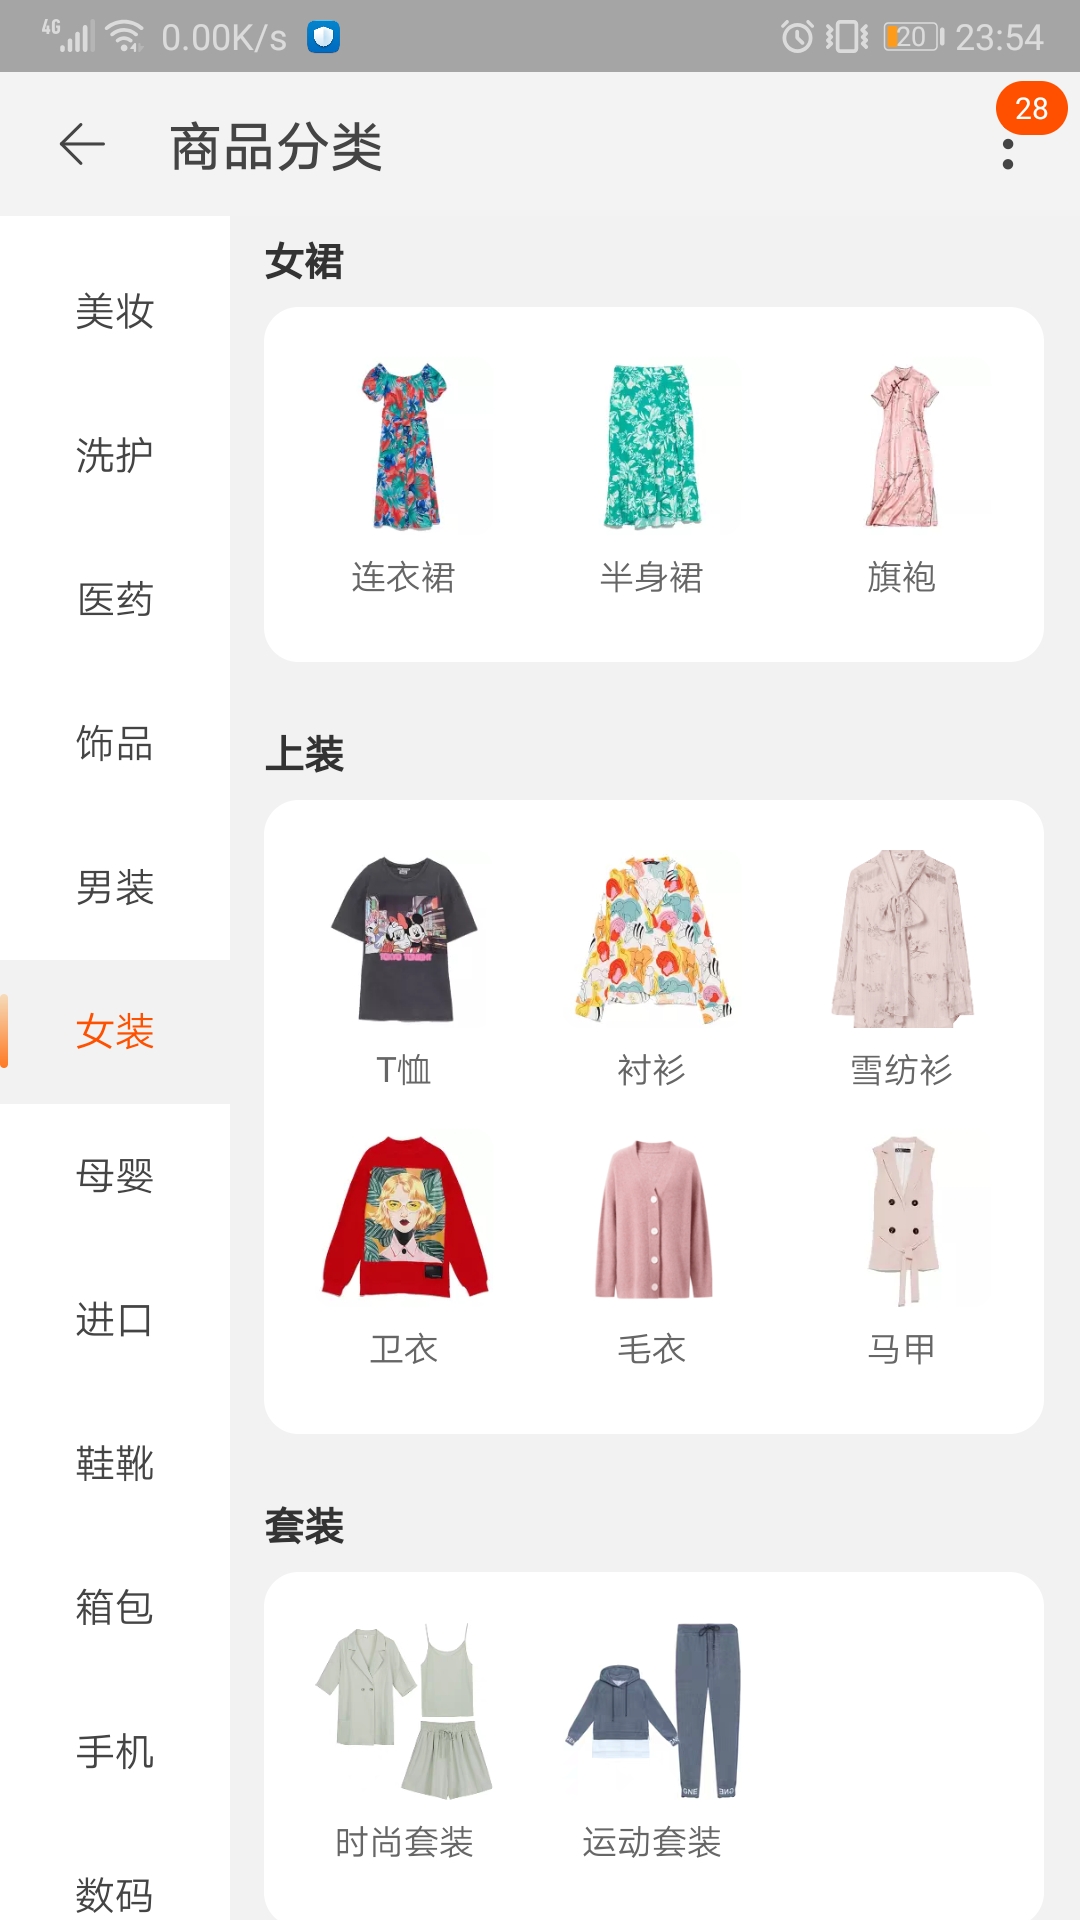 4G 0.00K/s 20 23:54
28
商品分类
美妆
洗护
医药
饰品
男装
女装
母婴
进口
鞋靴
箱包
手机
数码
女裙
连衣裙 半身裙 旗袍
上装
TOKYO TONIGHT
T恤 衬衫 雪纺衫
卫衣 毛衣 马甲
套装
时尚套装 运动套装